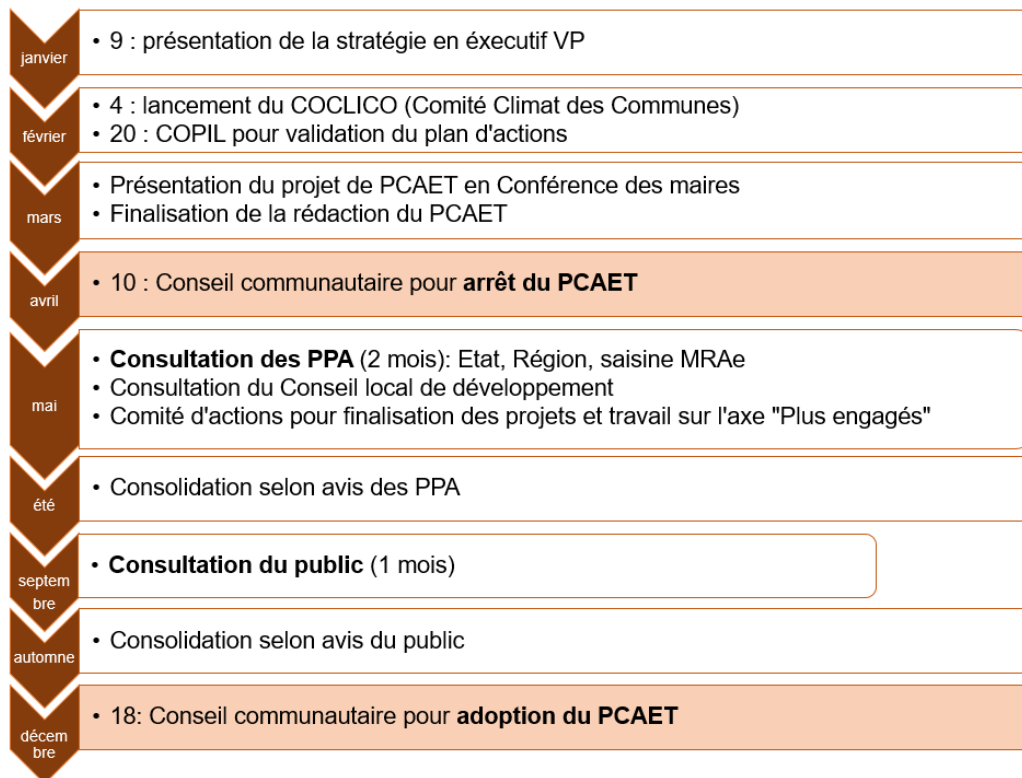 janvier
• 9 : présentation de la stratégie en éxecutif VP
février
• 4 : lancement du COCLICO (Comité Climat des Communes)
• 20 : COPIL pour validation du plan d'actions
mars
• Présentation du projet de PCAET en Conférence des maires
• Finalisation de la rédaction du PCAET
avril
• 10 : Conseil communautaire pour arrêt du PCAET
mai
• Consultation des PPA (2 mois): Etat, Région, saisine MRAe
• Consultation du Conseil local de développement
• Comité d'actions pour finalisation des projets et travail sur l'axe "Plus engagés"
été
• Consolidation selon avis des PPA
septem
bre
• Consultation du public (1 mois)
automne
• Consolidation selon avis du public
décem
bre
• 18: Conseil communautaire pour adoption du PCAET